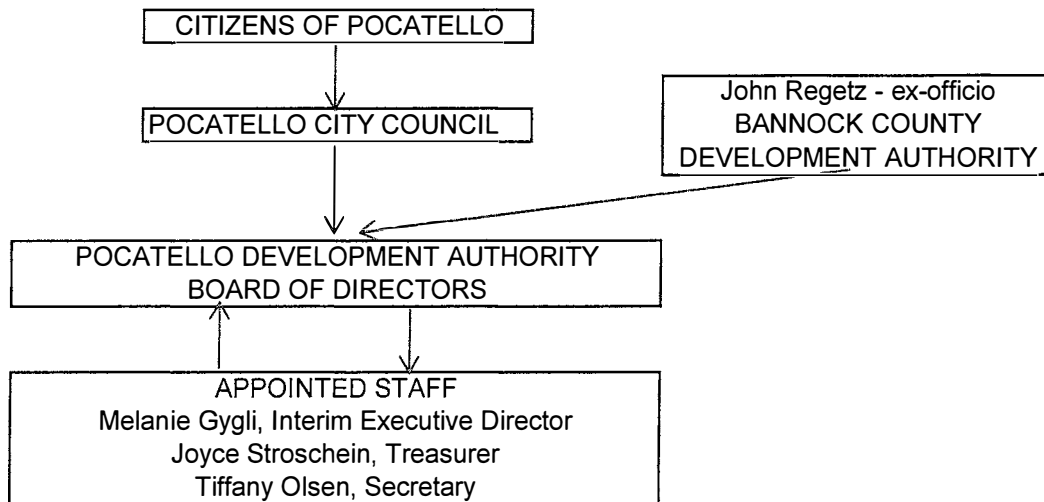 CITIZENS OF POCATELLO
POCATELLO CITY COUNCIL
John Regetz - ex-officio
BANNOCK COUNTY
DEVELOPMENT AUTHORITY
POCATELLO DEVELOPMENT AUTHORITY
BOARD OF DIRECTORS
APPOINTED STAFF
Melanie Gygli, Interim Executive Director
Joyce Stroschein, Treasurer
Tiffany Olsen, Secretary